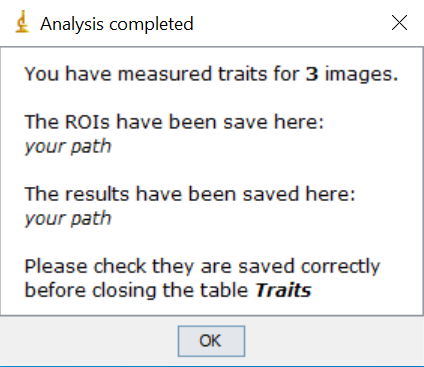 Analysis completed
You have measured traits for 3 images.
The ROIs have been save here:
your path
The results have been saved here:
your path
Please check they are saved correctly
before closing the table Traits
OK